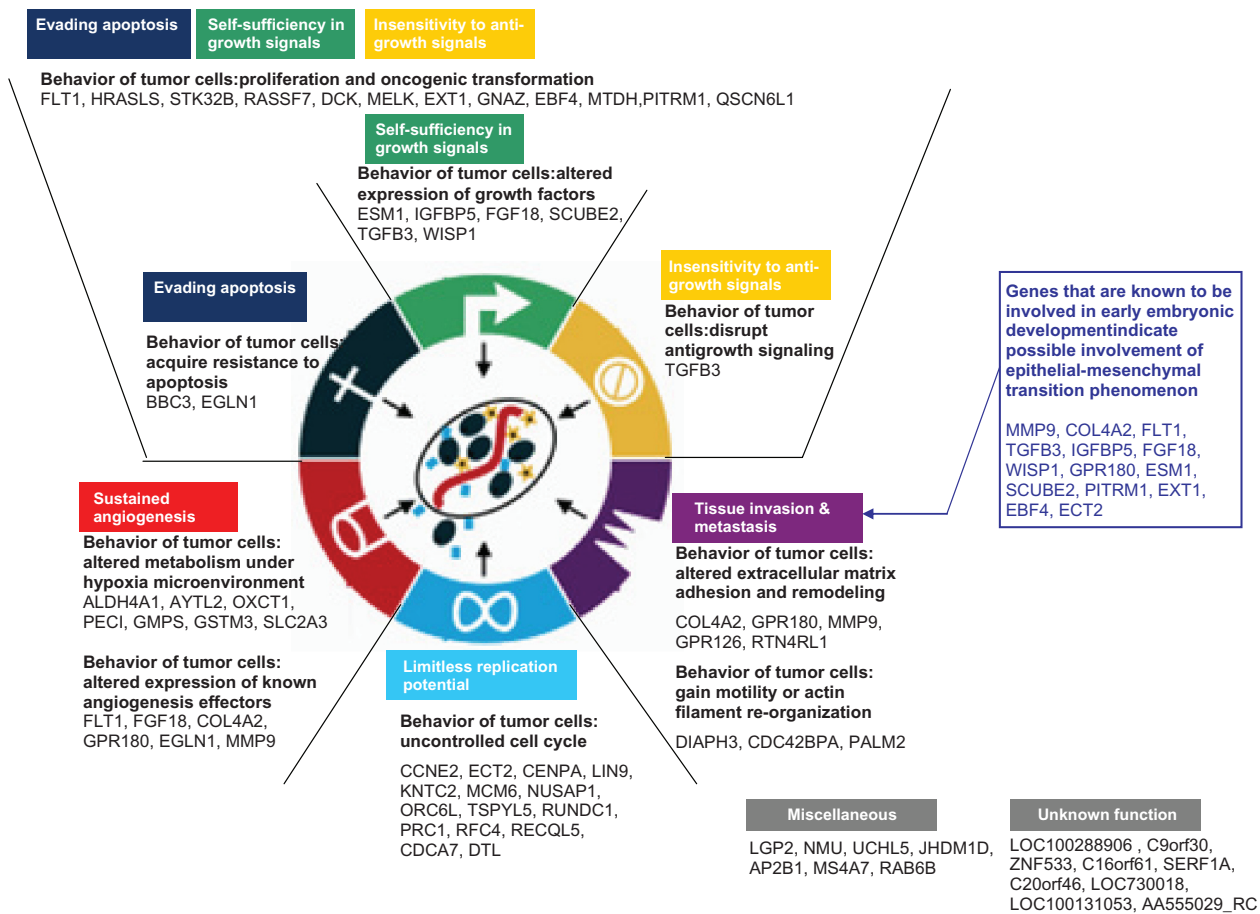 Evading apoptosis
Self-sufficiency in
growth signals
Insensitivity to anti-
growth signals
Behavior of tumor cells:proliferation and oncogenic transformation
FLT1, HRASLS, STK32B, RASSF7, DCK, MELK, EXT1, GNAZ, EBF4, MTDH,PITRM1, QSCN6L1
Self-sufficiency in
growth signals
Behavior of tumor cells:altered
expression of growth factors
ESM1, IGFBP5, FGF18, SCUBE2,
TGFB3, WISP1
Evading apoptosis
Behavior of tumor cells:
acquire resistance to
apoptosis
BBC3, EGLN1
Insensitivity to anti-
growth signals
Behavior of tumor
cells:disrupt
antigrowth signaling
TGFB3
Genes that are known to be
involved in early embryonic
developmentindicate
possible involvement of
epithelial-mesenchymal
transition phenomenon
MMP9, COL4A2, FLT1,
TGFB3, IGFBP5, FGF18,
WISP1, GPR180, ESM1,
SCUBE2, PITRM1, EXT1,
EBF4, ECT2
Sustained
angiogenesis
Behavior of tumor cells:
altered metabolism under
hypoxia microenvironment
ALDH4A1, AYTL2, OXCT1,
PECI, GMPS, GSTM3, SLC2A3
Behavior of tumor cells:
altered expression of known
angiogenesis effectors
FLT1, FGF18, COL4A2,
GPR180, EGLN1, MMP9
Limitless replication
potential
Behavior of tumor cells:
uncontrolled cell cycle
CCNE2, ECT2, CENPA, LIN9,
KNTC2, MCM6, NUSAP1,
ORC6L, TSPYL5, RUNDC1,
PRC1, RFC4, RECQL5,
CDCA7, DTL
Tissue invasion &
metastasis
Behavior of tumor cells:
altered extracellular matrix
adhesion and remodeling
COL4A2, GPR180, MMP9,
GPR126, RTN4RL1
Behavior of tumor cells:
gain motility or actin
filament re-organization
DIAPH3, CDC42BPA, PALM2
Miscellaneous
LGP2, NMU, UCHL5, JHDM1D,
AP2B1, MS4A7, RAB6B
Unknown function
LOC100288906 , C9orf30,
ZNF533, C16orf61, SERF1A,
C20orf46, LOC730018,
LOC100131053, AA555029_RC